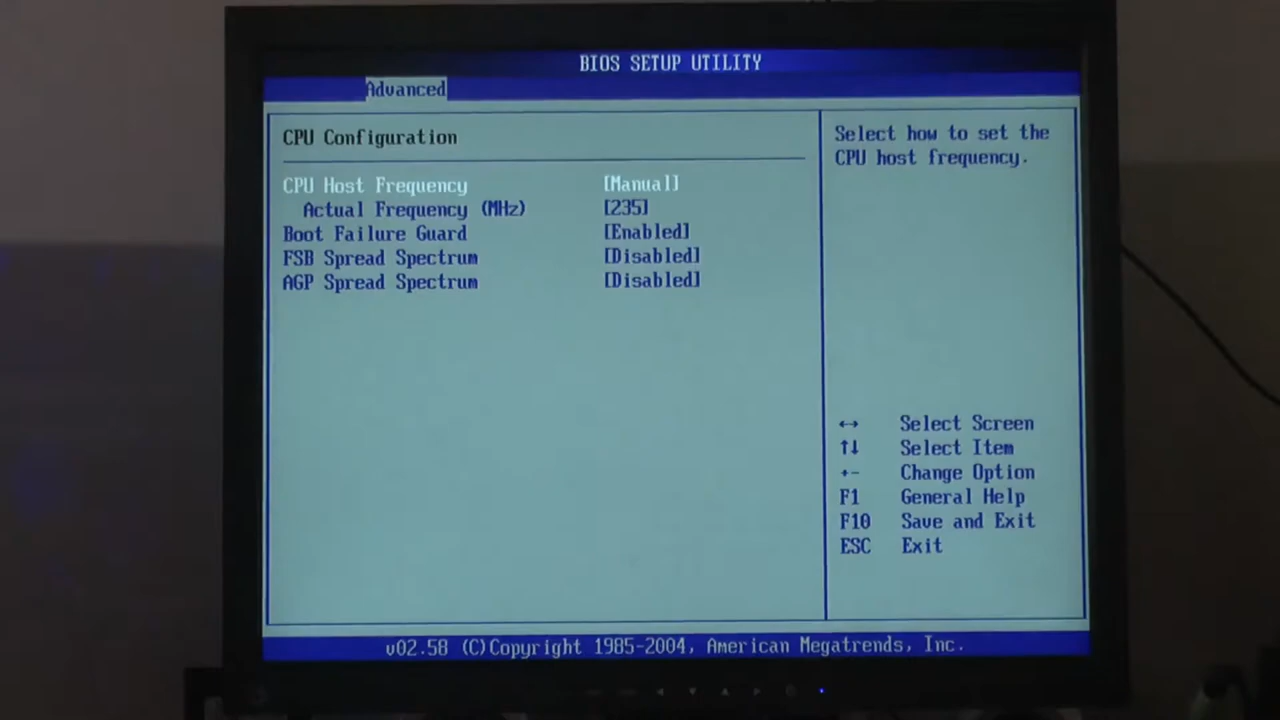 BIOS SETUP UTILITY
Advanced
CPU Configuration
CPU Host Frequency [Manual]
Actual Frequency (MHz) [235]
Boot Failure Guard [Enabled]
FSB Spread Spectrum [Disabled]
AGP Spread Spectrum [Disabled]
Select how to set the
CPU host frequency.
↔ Select Screen
↑↓ Select Item
+- Change Option
F1 General Help
F10 Save and Exit
ESC Exit
v02.58 (C)Copyright 1985-2004, American Megatrends, Inc.